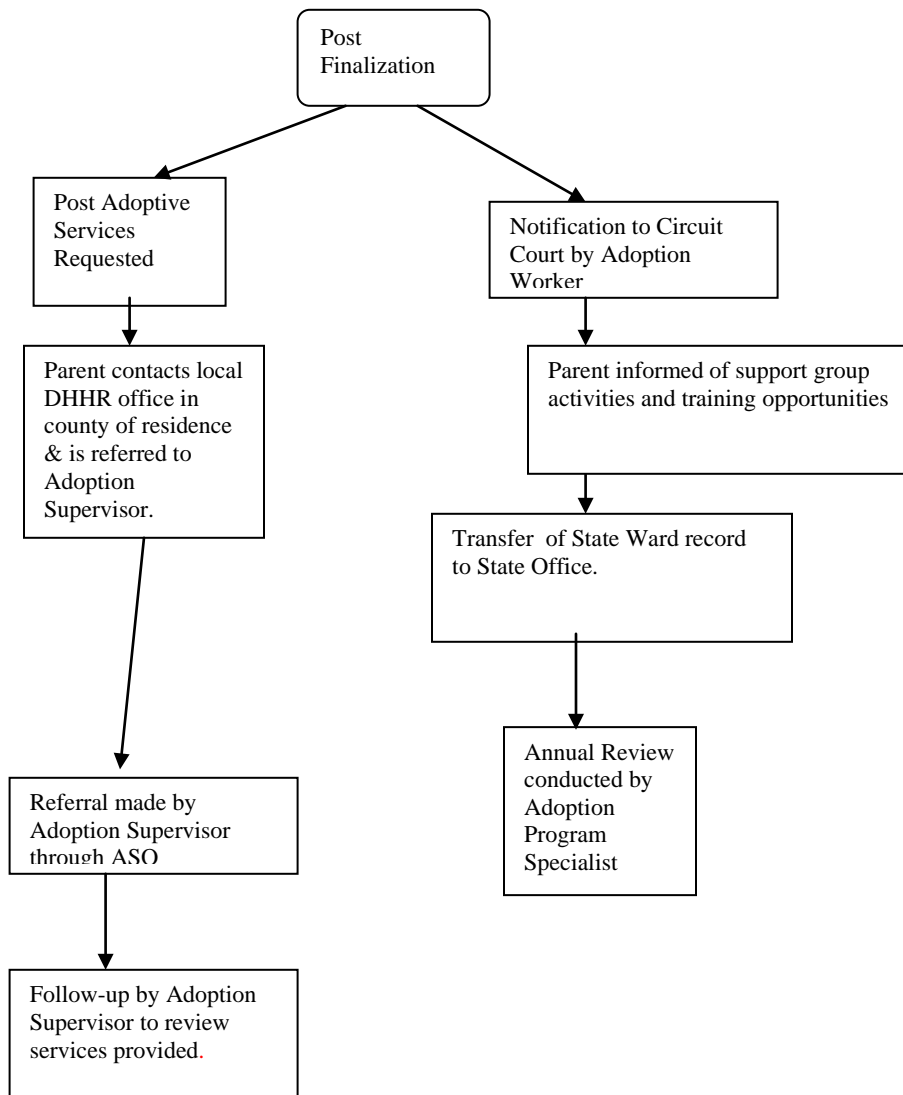 Post
Finalization
Post Adoptive
Services
Requested
Notification to Circuit
Court by Adoption
Worker
Parent contacts local
DHHR office in
county of residence
& is referred to
Adoption
Supervisor.
Parent informed of support group
activities and training opportunities
Transfer of State Ward record
to State Office.
Annual Review
conducted by
Adoption
Program
Specialist
Referral made by
Adoption Supervisor
through ASO
Follow-up by Adoption
Supervisor to review
services provided.